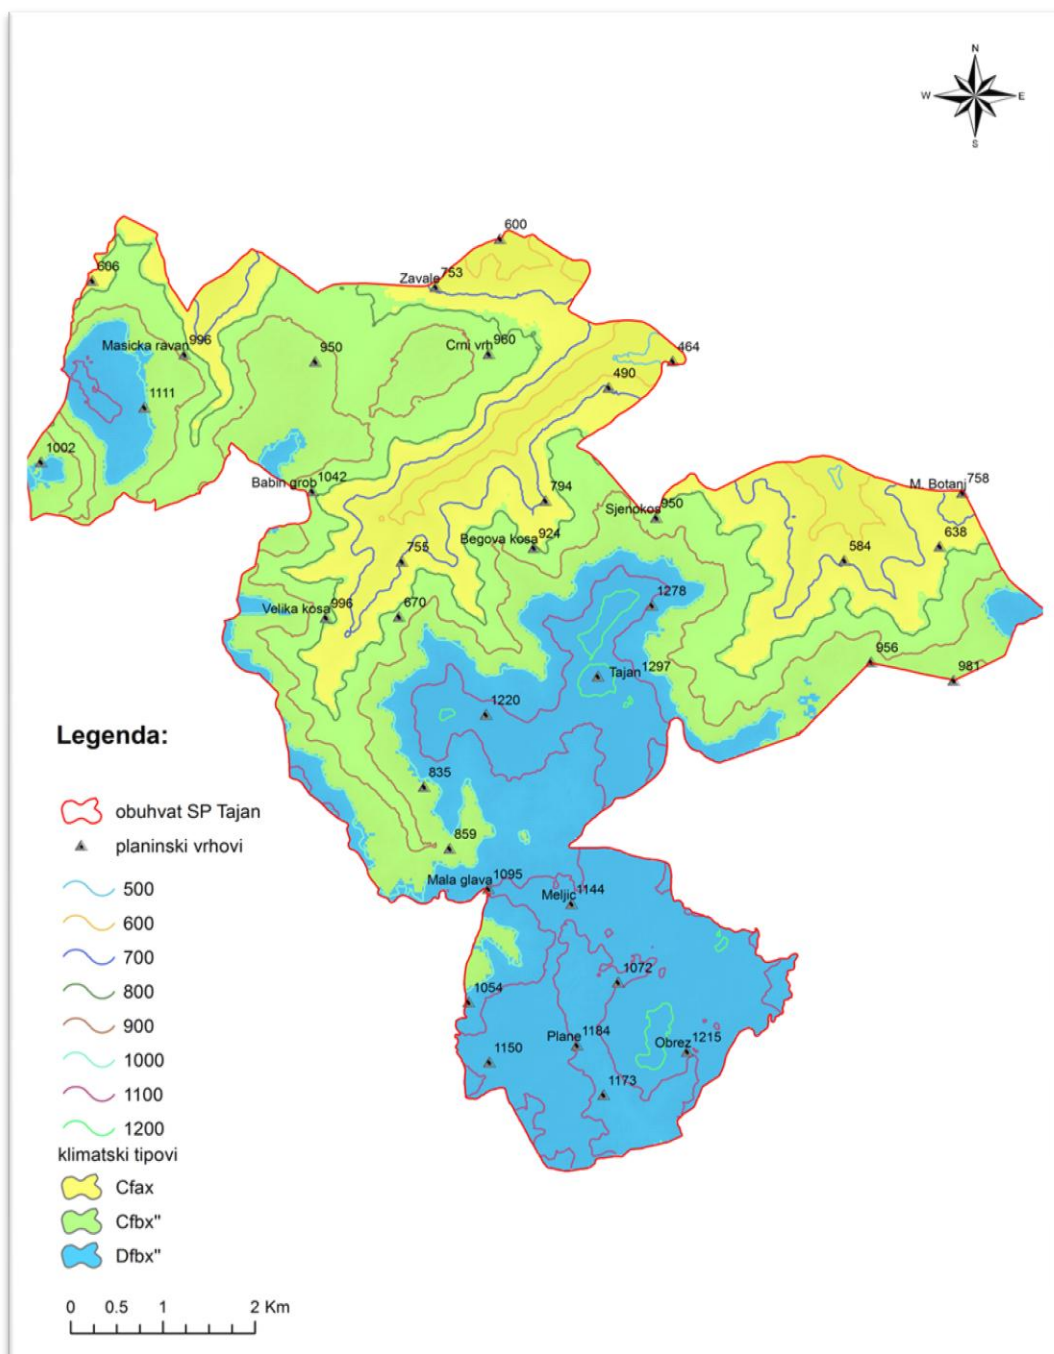 N
W E
S
600
Zavale 753
606
Masicka ravan 996
950
Crni vrh 960
464
490
1111
1002
Babin grob 1042
794
Sjenokos 950
M. Botanj 758
Begova kosa 924
755
584
638
Velika kosa 996
670
1278
956
981
Tajan 1297
1220
835
859
Mala glava 1095
Meljic 1144
1072
1054
Plane 1184
Obrez 1215
1150
1173
Legenda:
obuhvat SP Tajan
planinski vrhovi
500
600
700
800
900
1000
1100
1200
klimatski tipovi
Cfax
Cfbx"
Dfbx"
0 0.5 1 2 Km